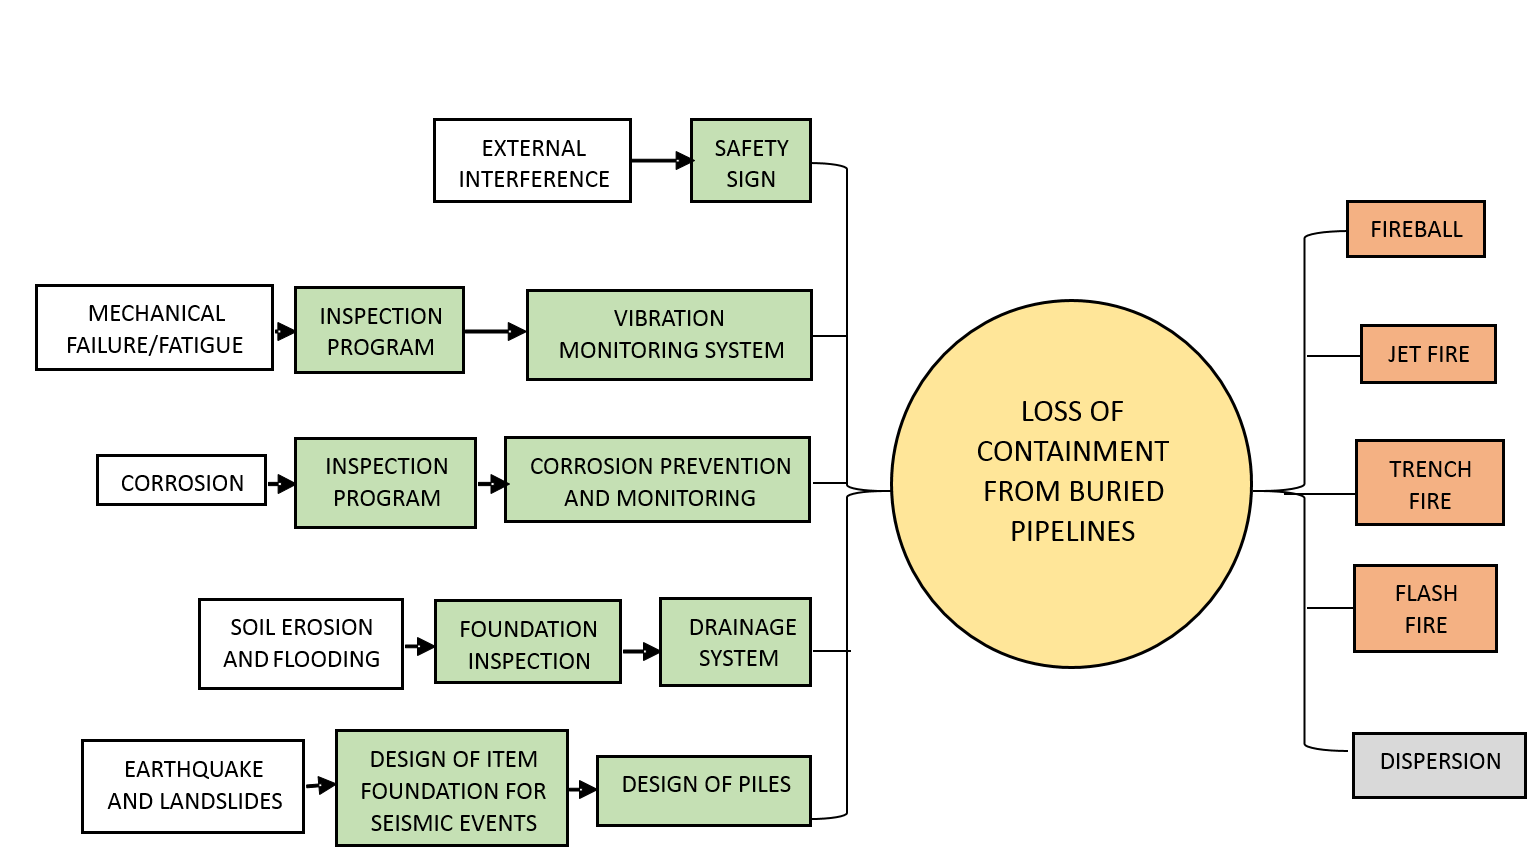 EXTERNAL
INTERFERENCE
SAFETY
SIGN
MECHANICAL
FAILURE/FATIGUE
INSPECTION
PROGRAM
VIBRATION
MONITORING SYSTEM
CORROSION
INSPECTION
PROGRAM
CORROSION PREVENTION
AND MONITORING
SOIL EROSION
AND FLOODING
FOUNDATION
INSPECTION
DRAINAGE
SYSTEM
EARTHQUAKE
AND LANDSLIDES
DESIGN OF ITEM
FOUNDATION FOR
SEISMIC EVENTS
DESIGN OF PILES
LOSS OF
CONTAINMENT
FROM BURIED
PIPELINES
FIREBALL
JET FIRE
TRENCH
FIRE
FLASH
FIRE
DISPERSION